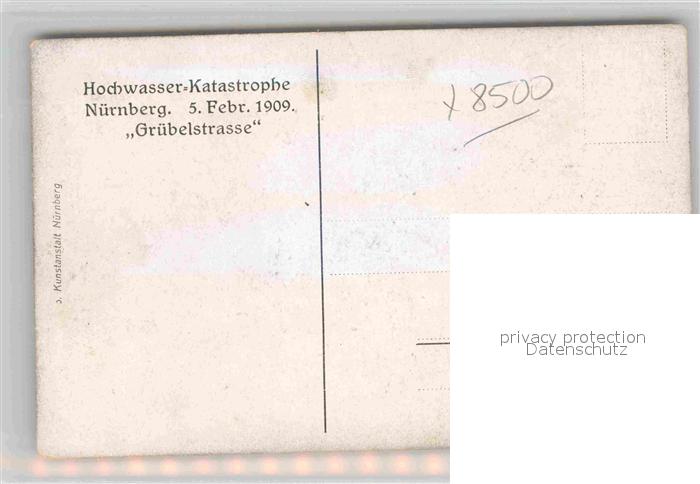 Hochwasser=Katastrophe
Nürnberg. 5. Febr. 1909.
„Grübelstrasse“
x 8500
Kunstanstalt Nürnberg
privacy protection
Datenschutz